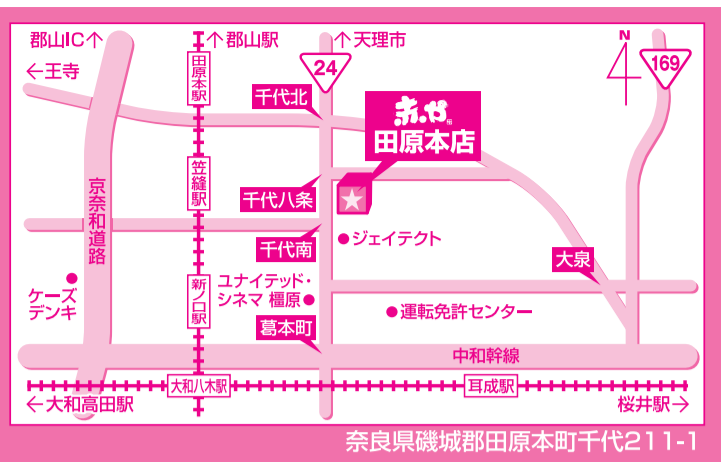 郡山IC↑
↑郡山駅
↑天理市
N
←王寺
田原本駅
24
169
千代北
赤のれん
田原本店
笠縫駅
千代八条
京奈和道路
千代南
ジェイテクト
大泉
ケーズ
デンキ
新ノ口駅
ユナイテッド・
シネマ 橿原
運転免許センター
葛本町
中和幹線
大和八木駅
耳成駅
←大和高田駅
桜井駅→
奈良県磯城郡田原本町千代211-1